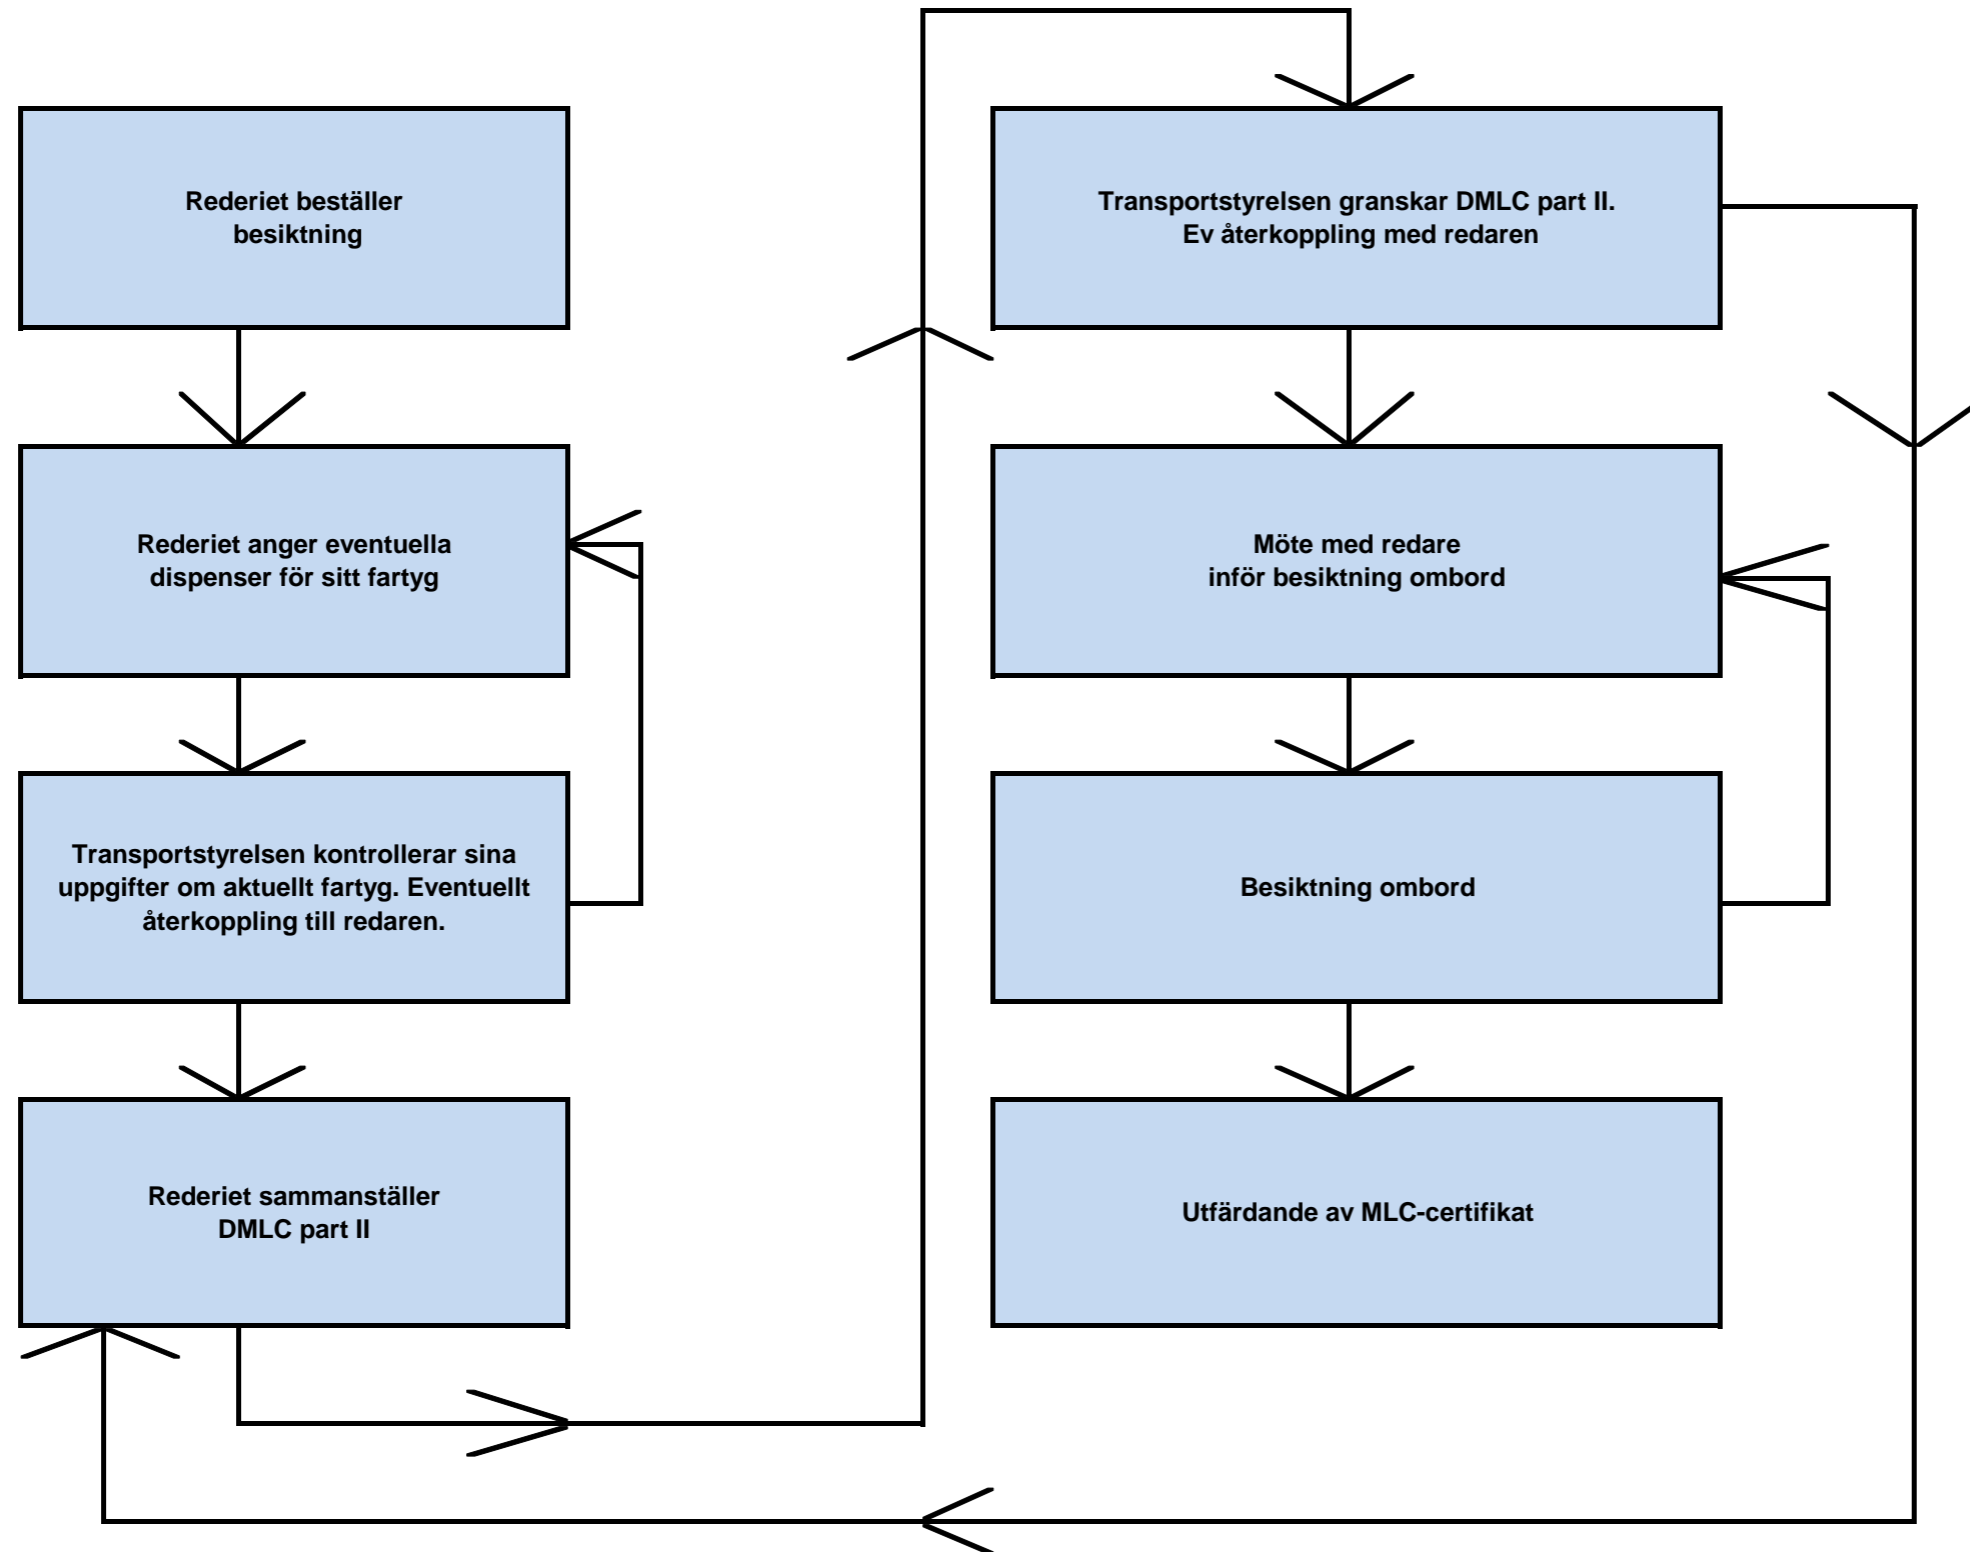 Rederiet beställer
besiktning
Rederiet anger eventuella
dispenser för sitt fartyg
Transportstyrelsen kontrollerar sina
uppgifter om aktuellt fartyg. Eventuellt
återkoppling till redaren.
Rederiet sammanställer
DMLC part II
Transportstyrelsen granskar DMLC part II.
Ev återkoppling med redaren
Möte med redare
inför besiktning ombord
Besiktning ombord
Utfärdande av MLC-certifikat